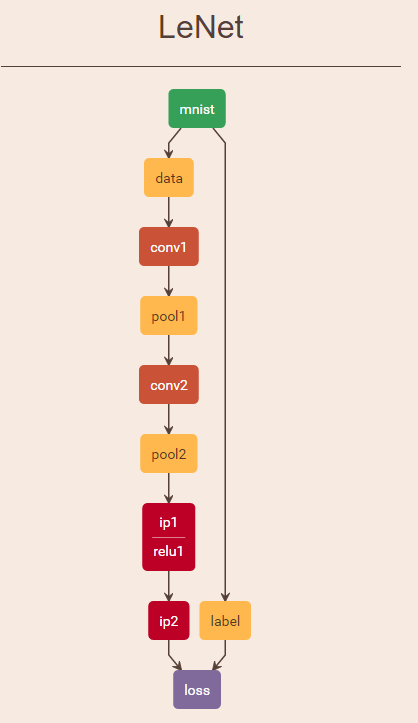 LeNet
mnist
data
conv1
pool1
conv2
pool2
ip1
relu1
ip2
label
loss